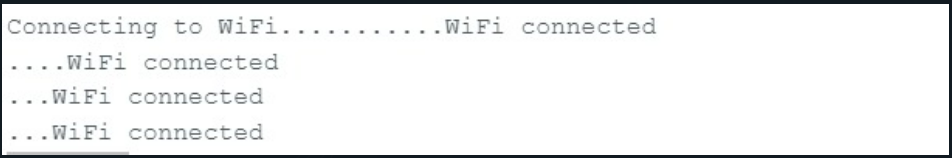 Connecting to WiFi...........WiFi connected
....WiFi connected
...WiFi connected
...WiFi connected